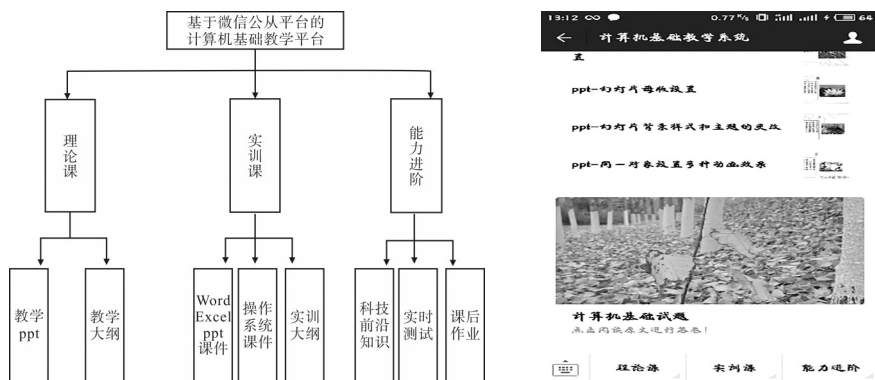 基于微信公从平台的
计算机基础教学平台
理论课
实训课
能力进阶
教学
ppt
教学
大纲
Word
Excel
ppt
课件
操作
系统
课件
实训
大纲
科技
前沿
知识
实时
测试
课后
作业
13:12
0.77 K/s
64
计算机基础教学系统
置
ppt-幻灯片母版设置
ppt-幻灯片背景样式和主题的更改
ppt-同一对象设置多种动画效果
计算机基础试题
点击阅读原文进行答卷！
理论课
实训课
能力进阶